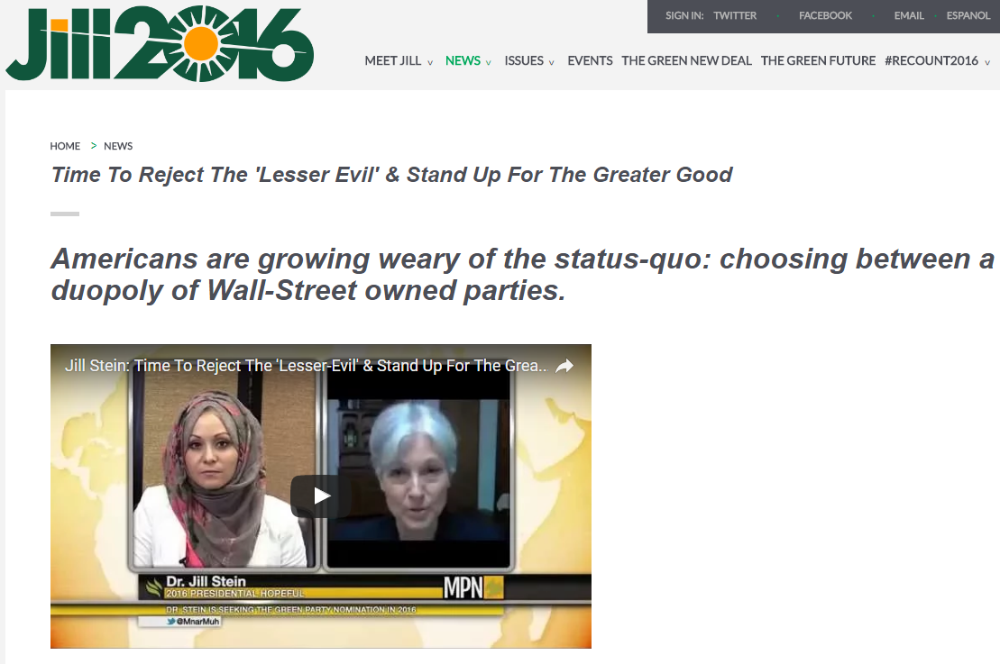 Jill2016
SIGN IN: TWITTER · FACEBOOK · EMAIL · ESPANOL
MEET JILL v NEWS v ISSUES v EVENTS THE GREEN NEW DEAL THE GREEN FUTURE #RECOUNT2016 v
HOME > NEWS
Time To Reject The 'Lesser Evil' & Stand Up For The Greater Good
Americans are growing weary of the status-quo: choosing between a
duopoly of Wall-Street owned parties.
Jill Stein: Time To Reject The 'Lesser-Evil' & Stand Up For The Grea..
Dr. Jill Stein
2016 PRESIDENTIAL HOPEFUL
MPN
DR. STEIN IS SEEKING THE GREEN PARTY NOMINATION IN 2016
@MnarMuh